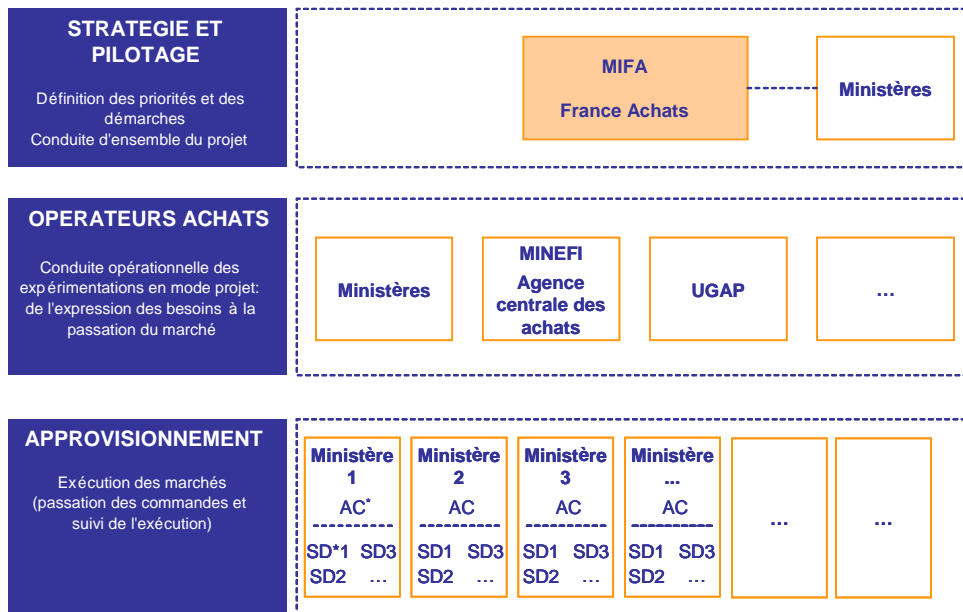 STRATEGIE ET
PILOTAGE
Définition des priorités et des
démarches
Conduite d'ensemble du projet
MIFA
France Achats
Ministères
OPERATEURS ACHATS
Conduite opérationnelle des
expérimentations en mode projet:
de l'expression des besoins à la
passation du marché
Ministères
MINEFI
Agence
centrale des
achats
UGAP
...
APPROVISIONNEMENT
Exécution des marchés
(passation des commandes et
suivi de l'exécution)
Ministère
1
AC*
SD*1 SD3
SD2 ...
Ministère
2
AC
SD1 SD3
SD2 ...
Ministère
3
AC
SD1 SD3
SD2 ...
Ministère
...
AC
SD1 SD3
SD2 ...
...
...